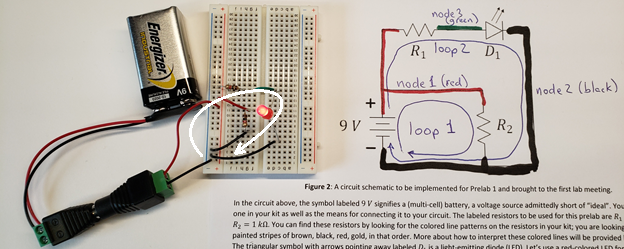 Energizer
9V
node3
(green)
R1 loop2 D1
node 1 (red)
node 2 (black)
+
9 V
loop 1
R2
−
Figure 2: A circuit schematic to be implemented for Prelab 1 and brought to the first lab meeting.
In the circuit above, the symbol labeled 9 V signifies a (multi-cell) battery, a voltage source admittedly short of "ideal". You
one in your kit as well as the means for connecting it to your circuit. The labeled resistors to be used for this prelab are R1
R2 = 1 kΩ. You can find these resistors by looking for the colored line patterns on the resistors in your kit; you are looking
painted stripes of brown, black, red, gold, in that order. More about how to interpret these colored lines will be provided
The triangular symbol with arrows pointing away labeled D1 is a light-emitting diode (LED). Let's use a red-colored LED for